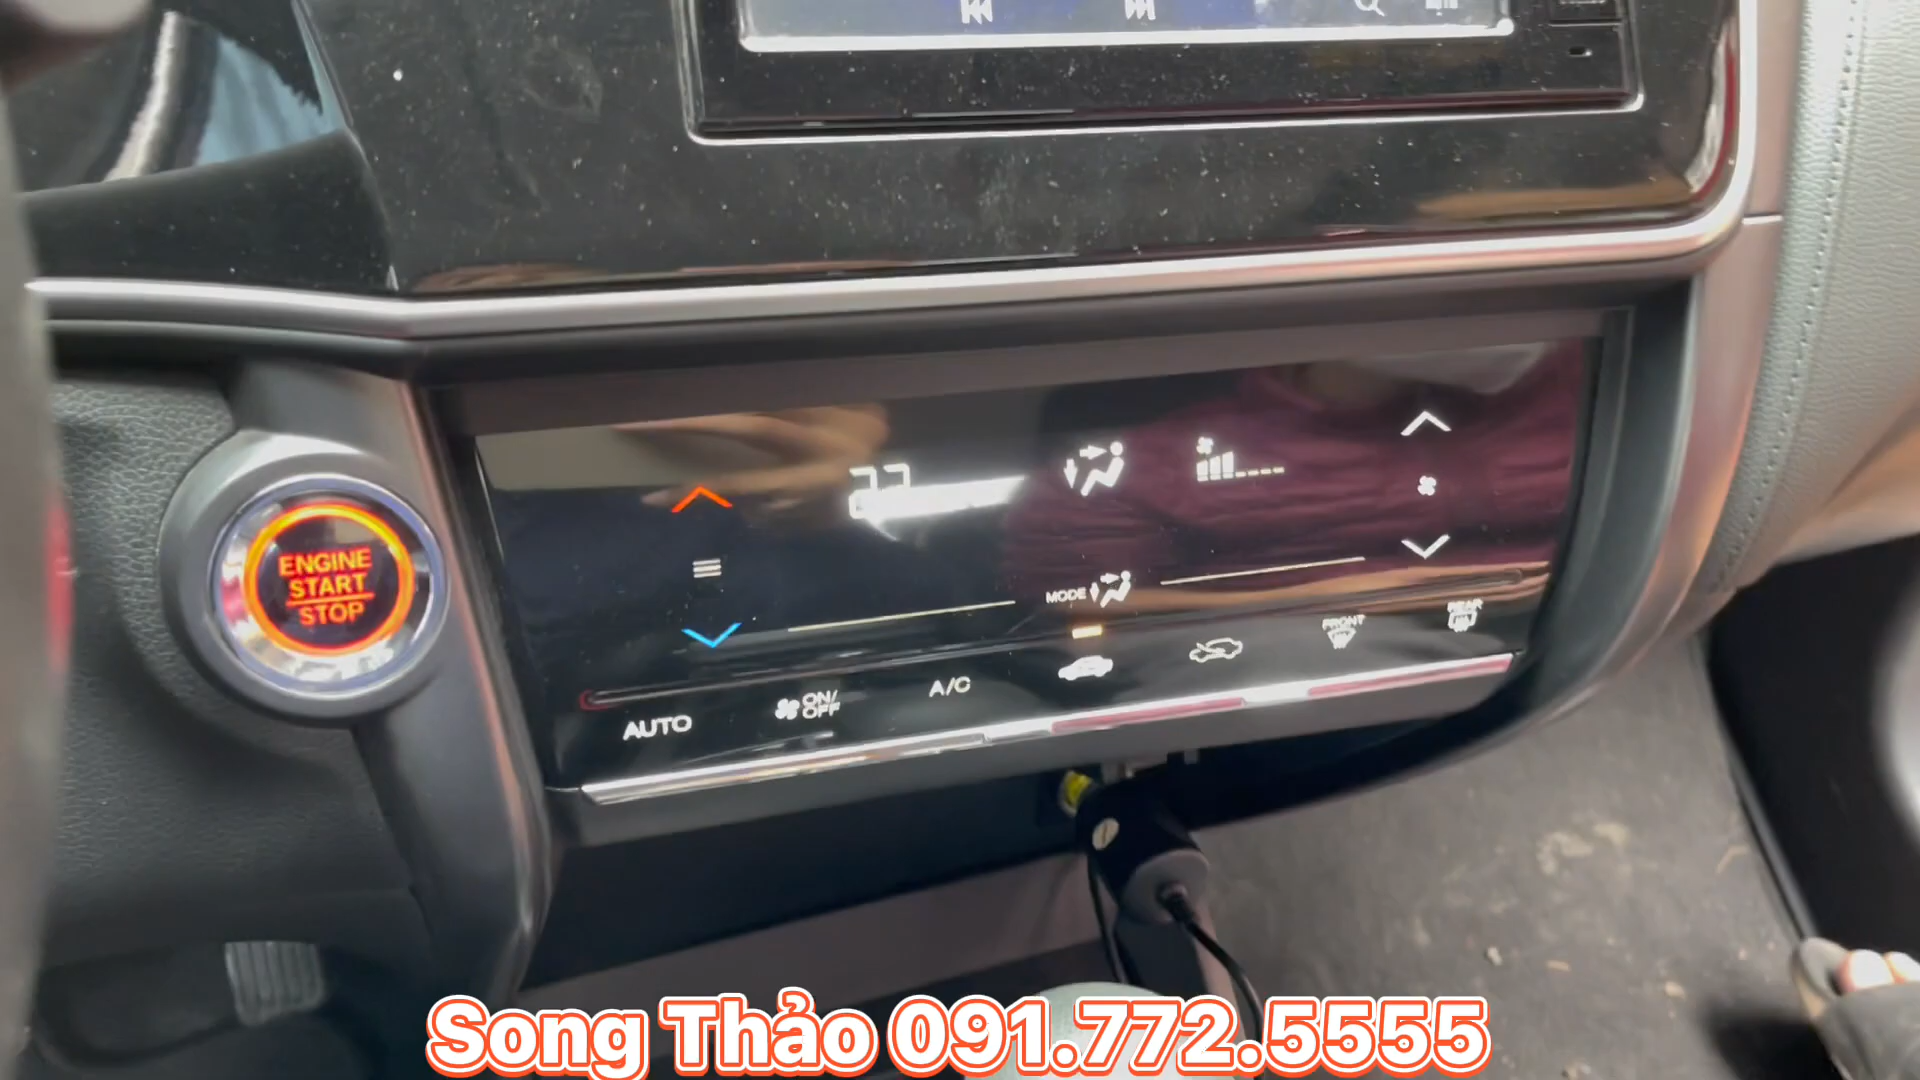 ENGINE
START
STOP
MODE
AUTO
ON/
OFF
A/C
FRONT
REAR
Song Thảo 091.772.5555